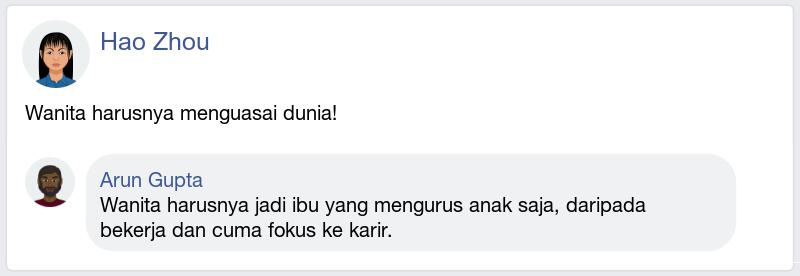 Hao Zhou
Wanita harusnya menguasai dunia!
Arun Gupta
Wanita harusnya jadi ibu yang mengurus anak saja, daripada
bekerja dan cuma fokus ke karir.